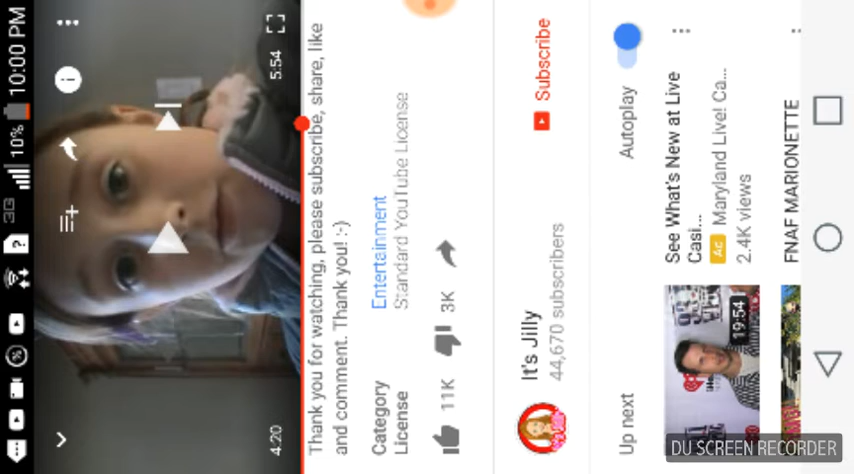 3G 10% 10:00 PM
4:20
5:54
Thank you for watching, please subscribe, share, like
and comment. Thank you! :-)
Category Entertainment
License Standard YouTube License
11K 3K
It's Jilly
44,670 subscribers
Subscribe
Up next
Autoplay
19:54
See What's New at Live
Casi...
Ad Maryland Live! Ca...
2.4K views
FNAF MARIONETTE
DU SCREEN RECORDER